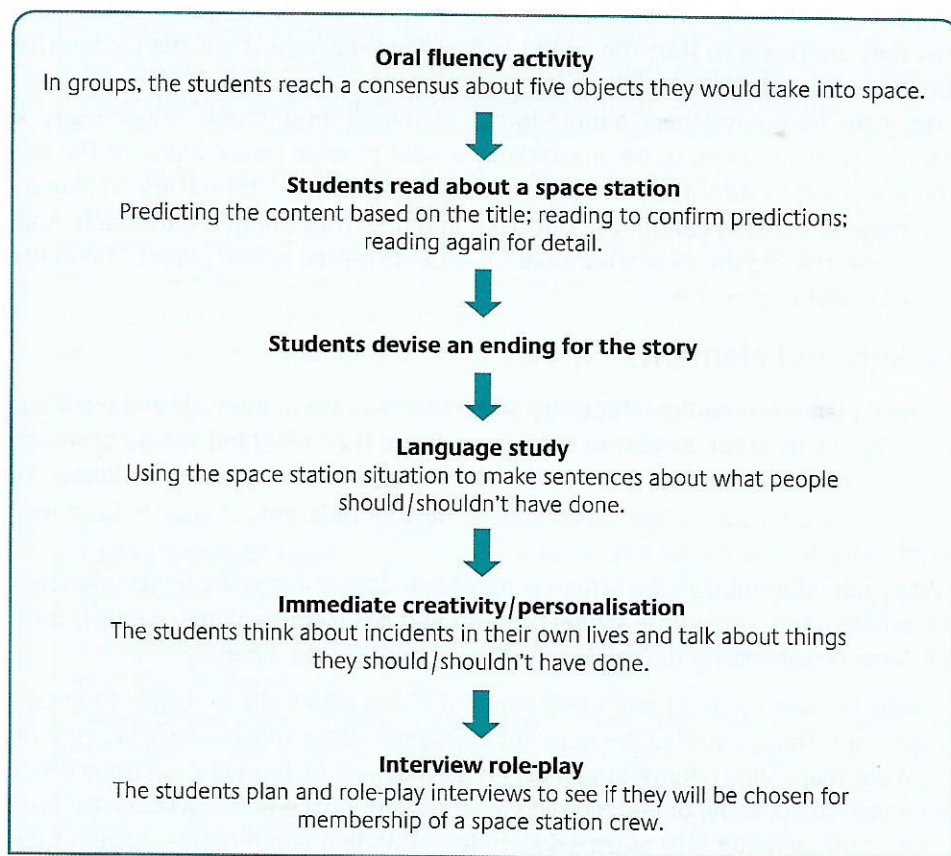 Oral fluency activity
In groups, the students reach a consensus about five objects they would take into space.
Students read about a space station
Predicting the content based on the title; reading to confirm predictions;
reading again for detail.
Students devise an ending for the story
Language study
Using the space station situation to make sentences about what people
should/shouldn't have done.
Immediate creativity/personalisation
The students think about incidents in their own lives and talk about things
they should/shouldn't have done.
Interview role-play
The students plan and role-play interviews to see if they will be chosen for
membership of a space station crew.